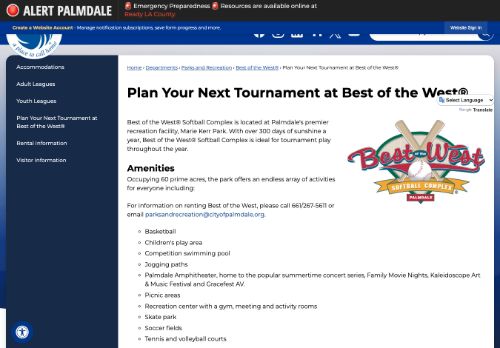 ALERT PALMDALE
🚨 Emergency Preparedness 🚨 Resources are available online at
Ready LA County.
Create a Website Account - Manage notification subscriptions, save form progress and more.
Website Sign In
a place to call home
Accommodations
Adult Leagues
Youth Leagues
Plan Your Next Tournament at
Best of the West®
Rental Information
Visitor Information
Home › Departments › Parks and Recreation › Best of the West® › Plan Your Next Tournament at Best of the West®
Plan Your Next Tournament at Best of the West®
Select Language
Google Translate
Best of the West® Softball Complex is located at Palmdale's premier
recreation facility, Marie Kerr Park. With over 300 days of sunshine a
year, Best of the West® Softball Complex is ideal for tournament play
throughout the year.
Best of the West
SOFTBALL COMPLEX
PALMDALE
Amenities
Occupying 60 prime acres, the park offers an endless array of activities
for everyone including:
For information on renting Best of the West, please call 661/267-5611 or
email parksandrecreation@cityofpalmdale.org.
Basketball
Children's play area
Competition swimming pool
Jogging paths
Palmdale Amphitheater, home to the popular summertime concert series, Family Movie Nights, Kaleidoscope Art
& Music Festival and Gracefest AV.
Picnic areas
Recreation center with a gym, meeting and activity rooms
Skate park
Soccer fields
Tennis and volleyball courts